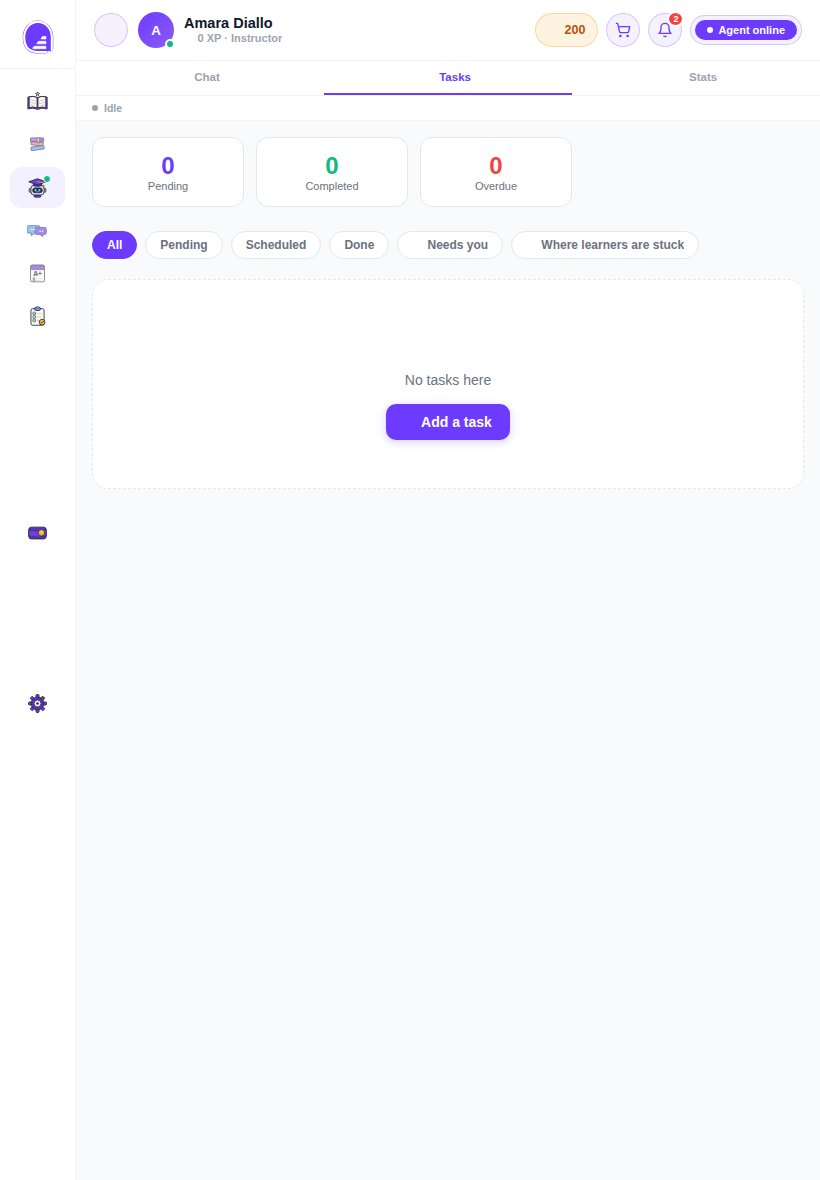 A
Amara Diallo
0 XP · Instructor
200
2
Agent online
Chat
Tasks
Stats
Idle
0
Pending
0
Completed
0
Overdue
All
Pending
Scheduled
Done
Needs you
Where learners are stuck
No tasks here
Add a task